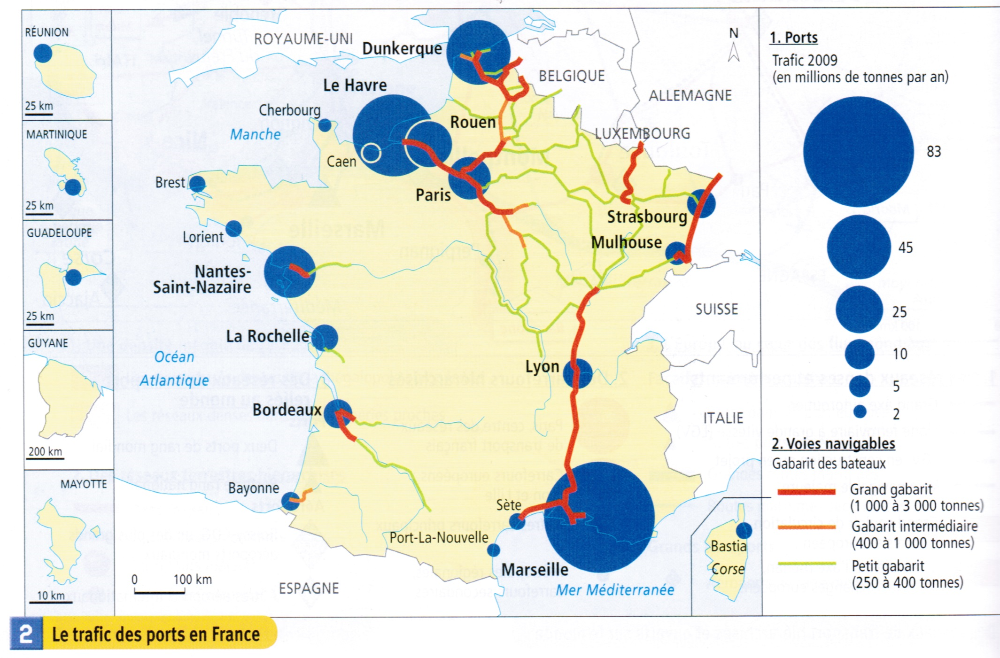 RÉUNION
25 km
MARTINIQUE
25 km
GUADELOUPE
25 km
GUYANE
200 km
MAYOTTE
10 km
ROYAUME-UNI
Dunkerque
BELGIQUE
ALLEMAGNE
Le Havre
Cherbourg
Manche
Rouen
LUXEMBOURG
Caen
Brest
Paris
Strasbourg
Lorient
Mulhouse
Nantes-
Saint-Nazaire
SUISSE
La Rochelle
Océan
Atlantique
Lyon
Bordeaux
ITALIE
Bayonne
Sète
Port-La-Nouvelle
Marseille
Mer Méditerranée
Bastia
Corse
ESPAGNE
0 100 km
N
1. Ports
Trafic 2009
(en millions de tonnes par an)
83
45
25
10
5
2
2. Voies navigables
Gabarit des bateaux
Grand gabarit
(1 000 à 3 000 tonnes)
Gabarit intermédiaire
(400 à 1 000 tonnes)
Petit gabarit
(250 à 400 tonnes)
2 Le trafic des ports en France